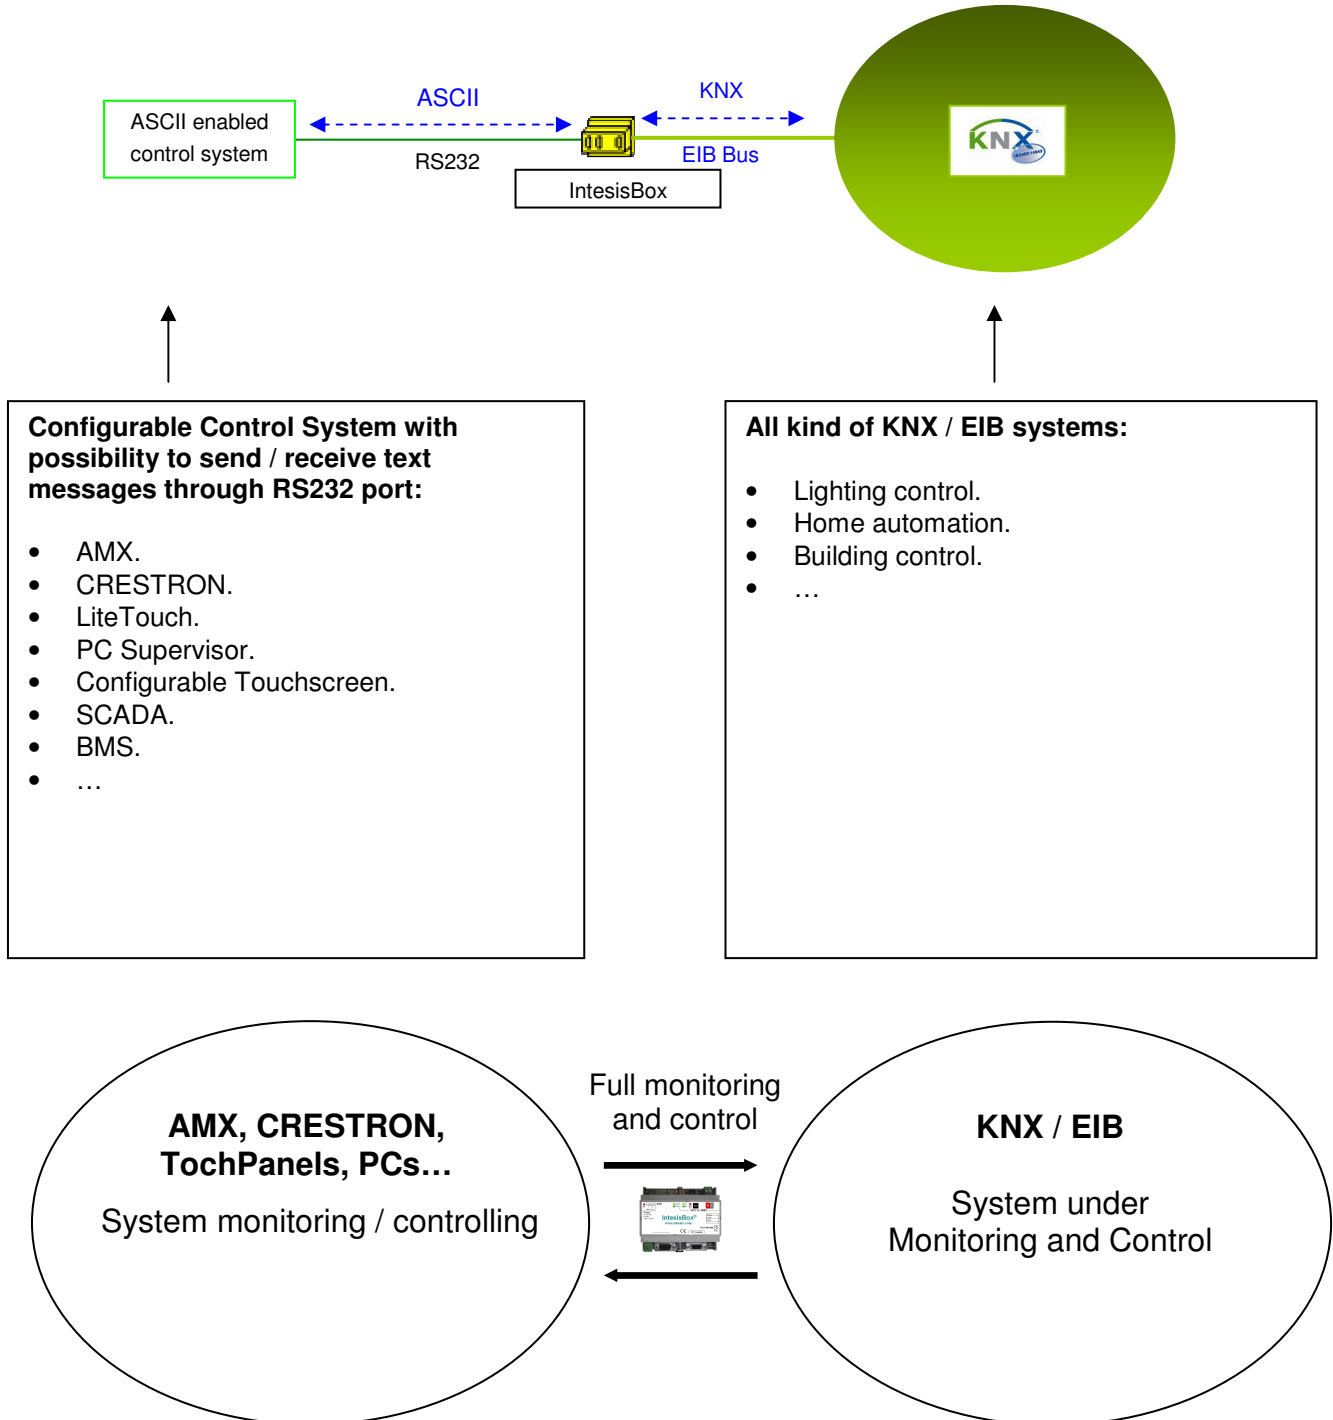 ASCII
KNX
ASCII enabled
control system
RS232
EIB Bus
IntesisBox
KNX
Configurable Control System with
possibility to send / receive text
messages through RS232 port:
• AMX.
• CRESTRON.
• LiteTouch.
• PC Supervisor.
• Configurable Touchscreen.
• SCADA.
• BMS.
• …
All kind of KNX / EIB systems:
• Lighting control.
• Home automation.
• Building control.
• …
AMX, CRESTRON,
TochPanels, PCs…
System monitoring / controlling
Full monitoring
and control
IntesisBox®
KNX / EIB
System under
Monitoring and Control